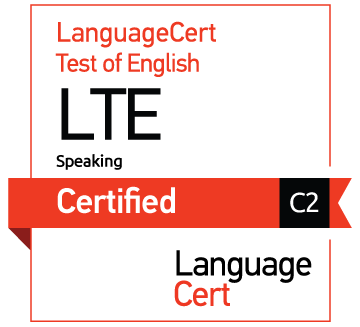 LanguageCert
Test of English
LTE
Speaking
Certified C2
Language
Cert